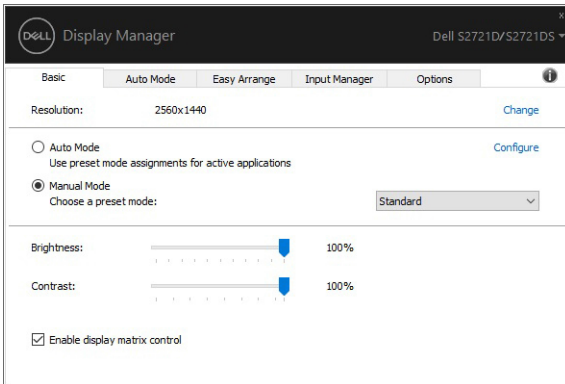 DELL Display Manager
Dell S2721D/S2721DS
Basic Auto Mode Easy Arrange Input Manager Options
Resolution: 2560x1440 Change
Auto Mode Configure
Use preset mode assignments for active applications
Manual Mode
Choose a preset mode: Standard
Brightness: 100%
Contrast: 100%
Enable display matrix control